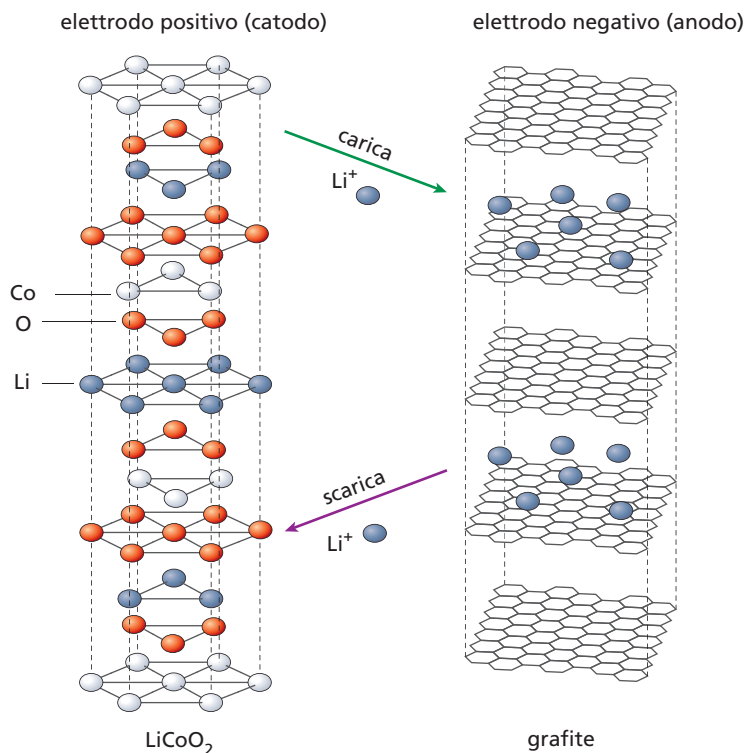 elettrodo positivo (catodo)
elettrodo negativo (anodo)
carica
Li⁺
Co
O
Li
scarica
Li⁺
LiCoO₂
grafite